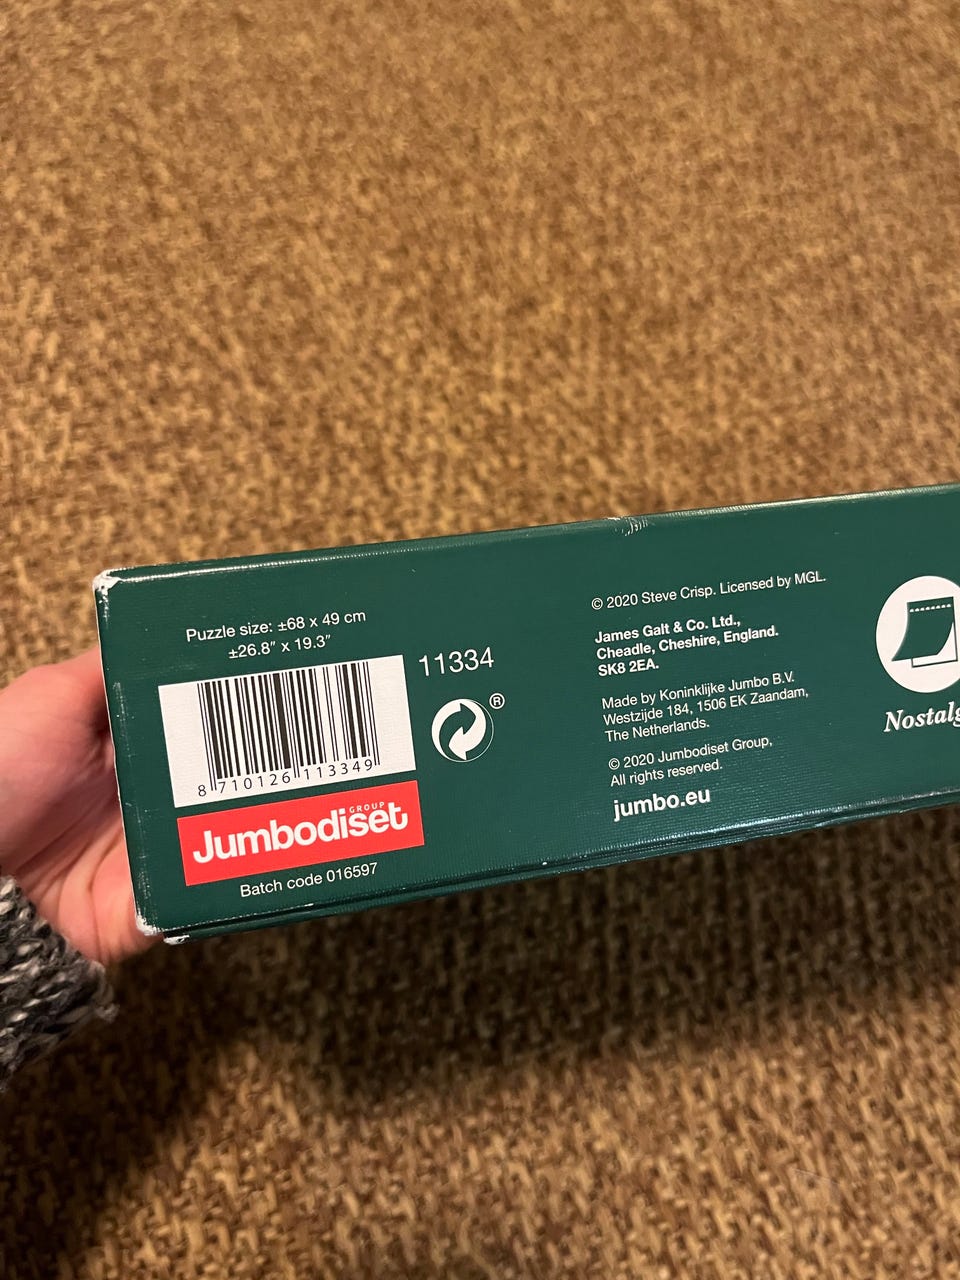 Puzzle size: ±68 x 49 cm
±26.8" x 19.3"
11334
8 710126 113349
GROUP
Jumbodiset
Batch code 016597
© 2020 Steve Crisp. Licensed by MGL.
James Galt & Co. Ltd.,
Cheadle, Cheshire, England.
SK8 2EA.
Made by Koninklijke Jumbo B.V.
Westzijde 184, 1506 EK Zaandam,
The Netherlands.
© 2020 Jumbodiset Group,
All rights reserved.
jumbo.eu
®
Nostalg